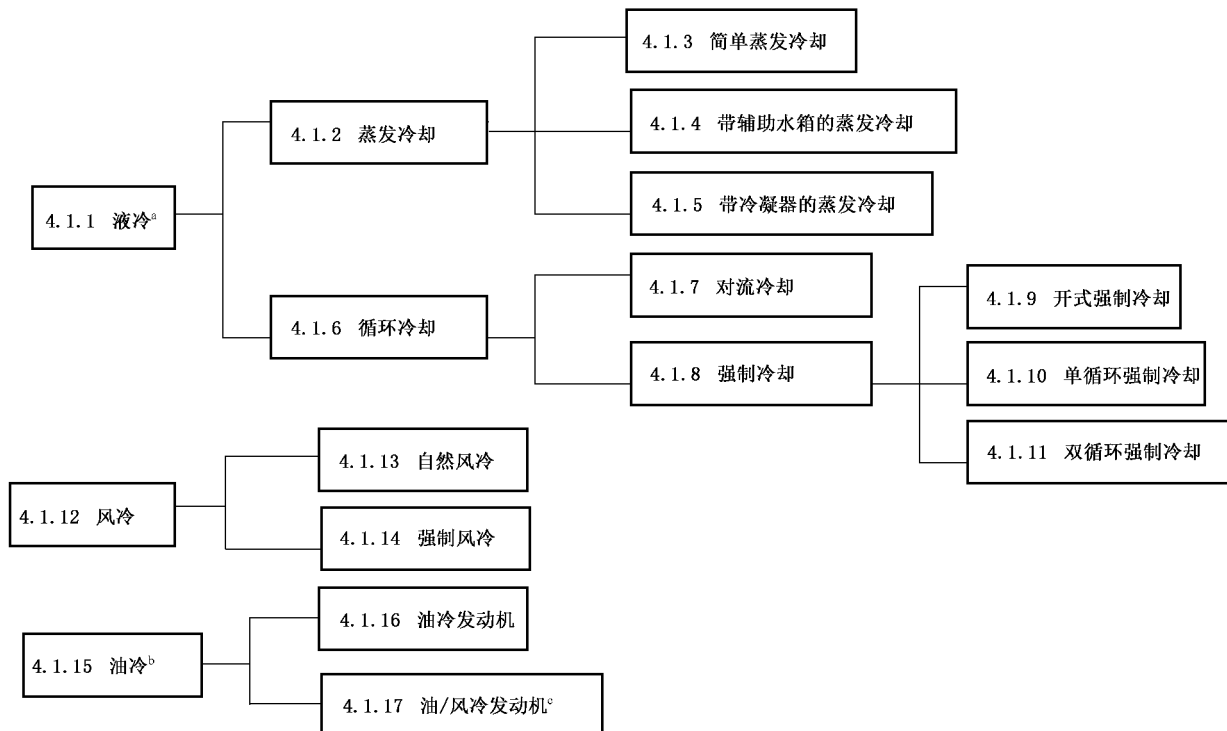 4.1.1 液冷ᵃ
4.1.2 蒸发冷却
4.1.3 简单蒸发冷却
4.1.4 带辅助水箱的蒸发冷却
4.1.5 带冷凝器的蒸发冷却
4.1.6 循环冷却
4.1.7 对流冷却
4.1.8 强制冷却
4.1.9 开式强制冷却
4.1.10 单循环强制冷却
4.1.11 双循环强制冷却
4.1.12 风冷
4.1.13 自然风冷
4.1.14 强制风冷
4.1.15 油冷ᵇ
4.1.16 油冷发动机
4.1.17 油/风冷发动机ᶜ